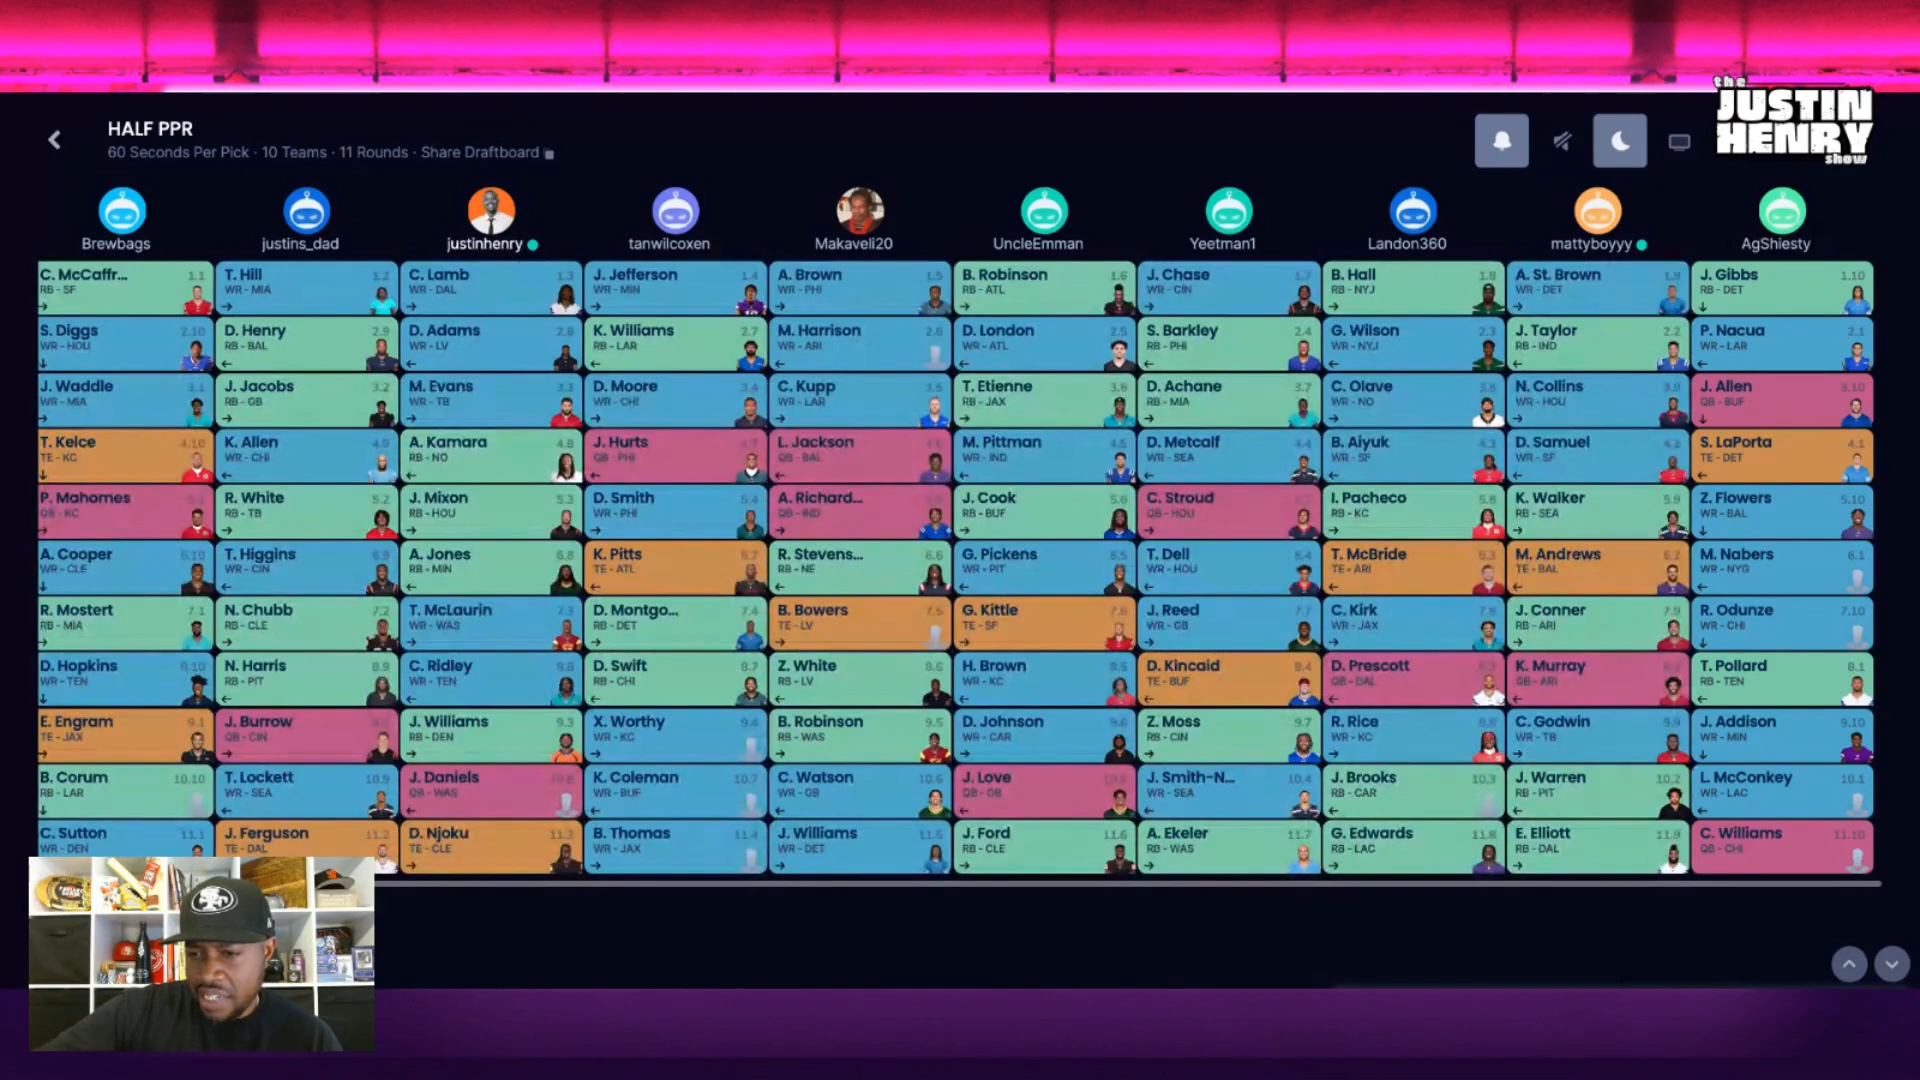 the
JUSTIN
HENRY
show
HALF PPR
60 Seconds Per Pick · 10 Teams · 11 Rounds · Share Draftboard
Brewbags justins_dad justinhenry tanwilcoxen Makaveli20 UncleEmman Yeetman1 Landon360 mattyboyyy AgShiesty
C. McCaffr... 1.1 T. Hill 1.2 C. Lamb 1.3 J. Jefferson 1.4 A. Brown 1.5 B. Robinson 1.6 J. Chase 1.7 B. Hall 1.8 A. St. Brown 1.9 J. Gibbs 1.10
RB - SF WR - MIA WR - DAL WR - MIN WR - PHI RB - ATL WR - CIN RB - NYJ WR - DET RB - DET
S. Diggs 2.10 D. Henry 2.9 D. Adams 2.8 K. Williams 2.7 M. Harrison 2.6 D. London 2.5 S. Barkley 2.4 G. Wilson 2.3 J. Taylor 2.2 P. Nacua 2.1
WR - HOU RB - BAL WR - LV RB - LAR WR - ARI WR - ATL RB - PHI WR - NYJ RB - IND WR - LAR
J. Waddle 3.1 J. Jacobs 3.2 M. Evans 3.3 D. Moore 3.4 C. Kupp 3.5 T. Etienne 3.6 D. Achane 3.7 C. Olave 3.8 N. Collins 3.9 J. Allen 3.10
WR - MIA RB - GB WR - TB WR - CHI WR - LAR RB - JAX RB - MIA WR - NO WR - HOU QB - BUF
T. Kelce 4.10 K. Allen 4.9 A. Kamara 4.8 J. Hurts 4.7 L. Jackson D. Metcalf 4.4 M. Pittman 4.5 B. Aiyuk 4.3 D. Samuel 4.2 S. LaPorta 4.1
TE - KC WR - CHI RB - NO QB - PHI QB - BAL WR - IND WR - SEA WR - SF WR - SF TE - DET
P. Mahomes 5.1 R. White 5.2 J. Mixon 5.3 D. Smith 5.4 A. Richard... J. Cook 5.6 C. Stroud I. Pacheco 5.8 K. Walker 5.9 Z. Flowers 5.10
QB - KC RB - TB RB - HOU WR - PHI QB - IND RB - BUF QB - HOU RB - KC RB - SEA WR - BAL
A. Cooper 6.10 T. Higgins 6.9 A. Jones 6.8 K. Pitts 6.7 R. Stevens... 6.6 G. Pickens 6.5 T. Dell 6.4 T. McBride 6.3 M. Andrews 6.2 M. Nabers 6.1
WR - CLE WR - CIN RB - MIN TE - ATL RB - NE WR - PIT WR - HOU TE - ARI TE - BAL WR - NYG
R. Mostert 7.1 N. Chubb 7.2 T. McLaurin 7.3 D. Montgo... 7.4 B. Bowers 7.5 G. Kittle 7.6 J. Reed 7.7 C. Kirk 7.8 J. Conner 7.9 R. Odunze 7.10
RB - MIA RB - CLE WR - WAS RB - DET TE - LV TE - SF WR - GB WR - JAX RB - ARI WR - CHI
D. Hopkins 8.10 N. Harris 8.9 C. Ridley 8.8 D. Swift 8.7 Z. White 8.6 H. Brown 8.5 D. Kincaid 8.4 D. Prescott K. Murray T. Pollard 8.1
WR - TEN RB - PIT WR - TEN RB - CHI RB - LV WR - KC TE - BUF QB - DAL QB - ARI RB - TEN
E. Engram 9.1 J. Burrow J. Williams 9.3 X. Worthy 9.4 B. Robinson 9.5 D. Johnson 9.6 Z. Moss 9.7 R. Rice 9.8 C. Godwin 9.9 J. Addison 9.10
TE - JAX QB - CIN RB - DEN WR - KC RB - WAS WR - CAR RB - CIN WR - KC WR - TB WR - MIN
B. Corum 10.10 T. Lockett 10.9 J. Daniels 10.8 K. Coleman 10.7 C. Watson 10.6 J. Love J. Smith-N... 10.4 J. Brooks 10.3 J. Warren 10.2 L. McConkey 10.1
RB - LAR WR - SEA QB - WAS WR - BUF WR - GB QB - GB WR - SEA RB - CAR RB - PIT WR - LAC
C. Sutton 11.1 J. Ferguson 11.2 D. Njoku 11.3 B. Thomas 11.4 J. Williams 11.5 J. Ford 11.6 A. Ekeler 11.7 G. Edwards 11.8 E. Elliott 11.9 C. Williams 11.10
WR - DEN TE - DAL TE - CLE WR - JAX WR - DET RB - CLE RB - WAS RB - LAC RB - DAL QB - CHI